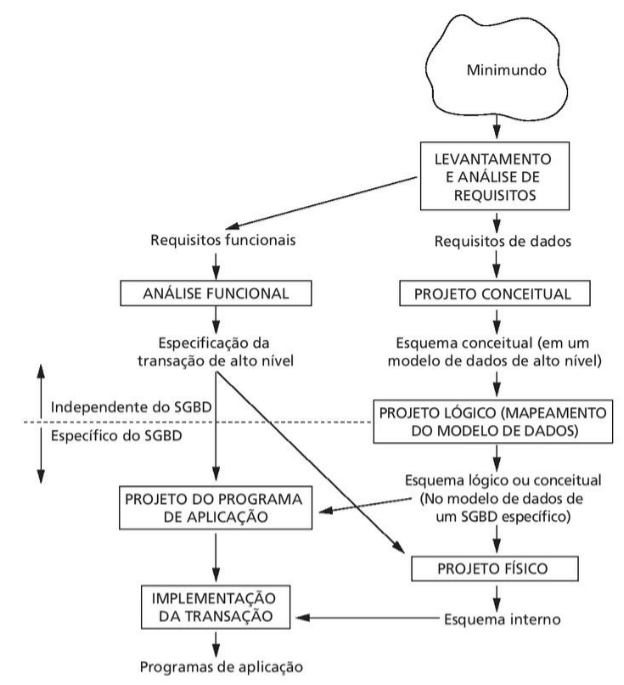 Minimundo
LEVANTAMENTO
E ANÁLISE DE
REQUISITOS
Requisitos funcionais
Requisitos de dados
ANÁLISE FUNCIONAL
PROJETO CONCEITUAL
Especificação da
transação de alto nível
Esquema conceitual (em um
modelo de dados de alto nível)
Independente do SGBD
Específico do SGBD
PROJETO LÓGICO (MAPEAMENTO
DO MODELO DE DADOS)
Esquema lógico ou conceitual
(No modelo de dados de
um SGBD específico)
PROJETO DO PROGRAMA
DE APLICAÇÃO
PROJETO FÍSICO
IMPLEMENTAÇÃO
DA TRANSAÇÃO
Esquema interno
Programas de aplicação